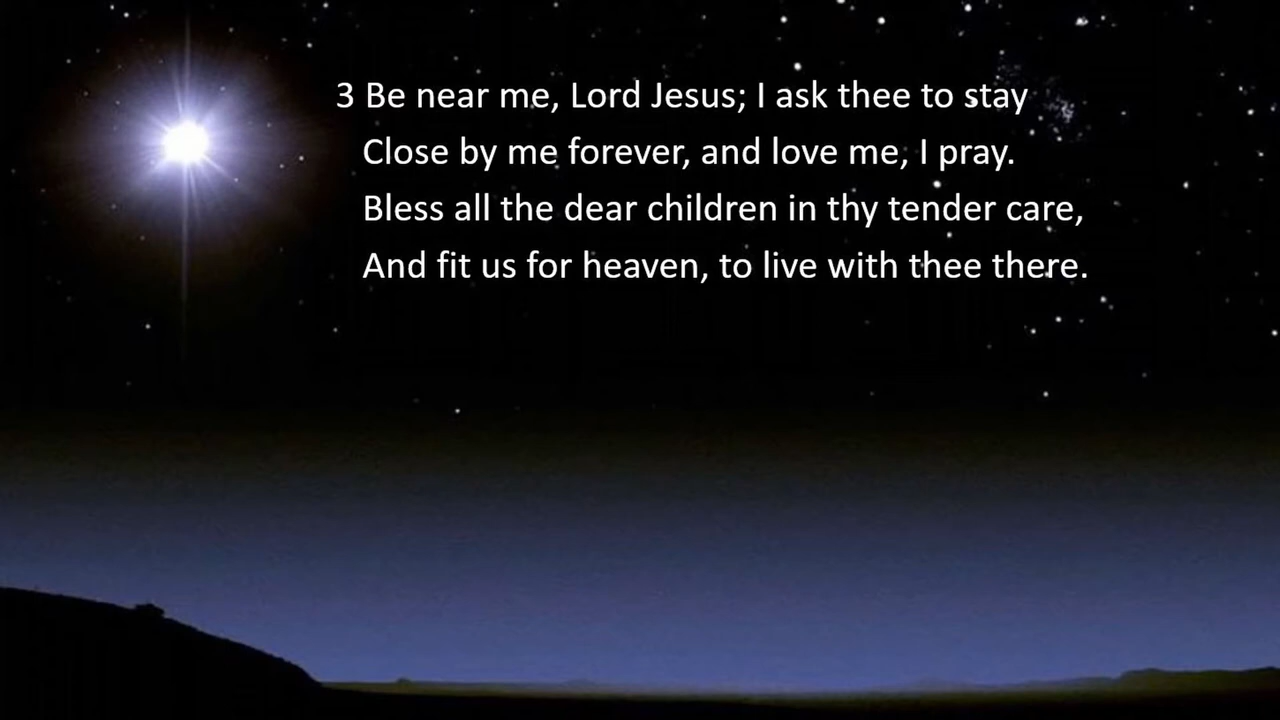 3 Be near me, Lord Jesus; I ask thee to stay
Close by me forever, and love me, I pray.
Bless all the dear children in thy tender care,
And fit us for heaven, to live with thee there.